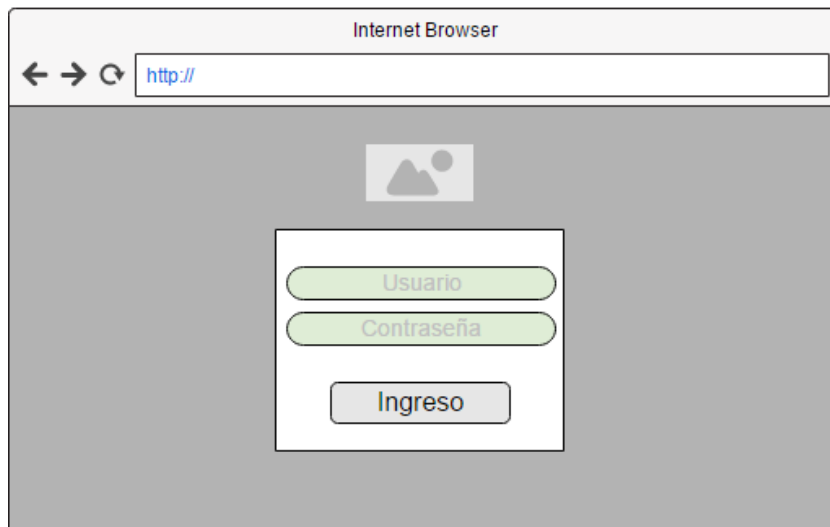 Internet Browser
http://
Usuario
Contraseña
Ingreso